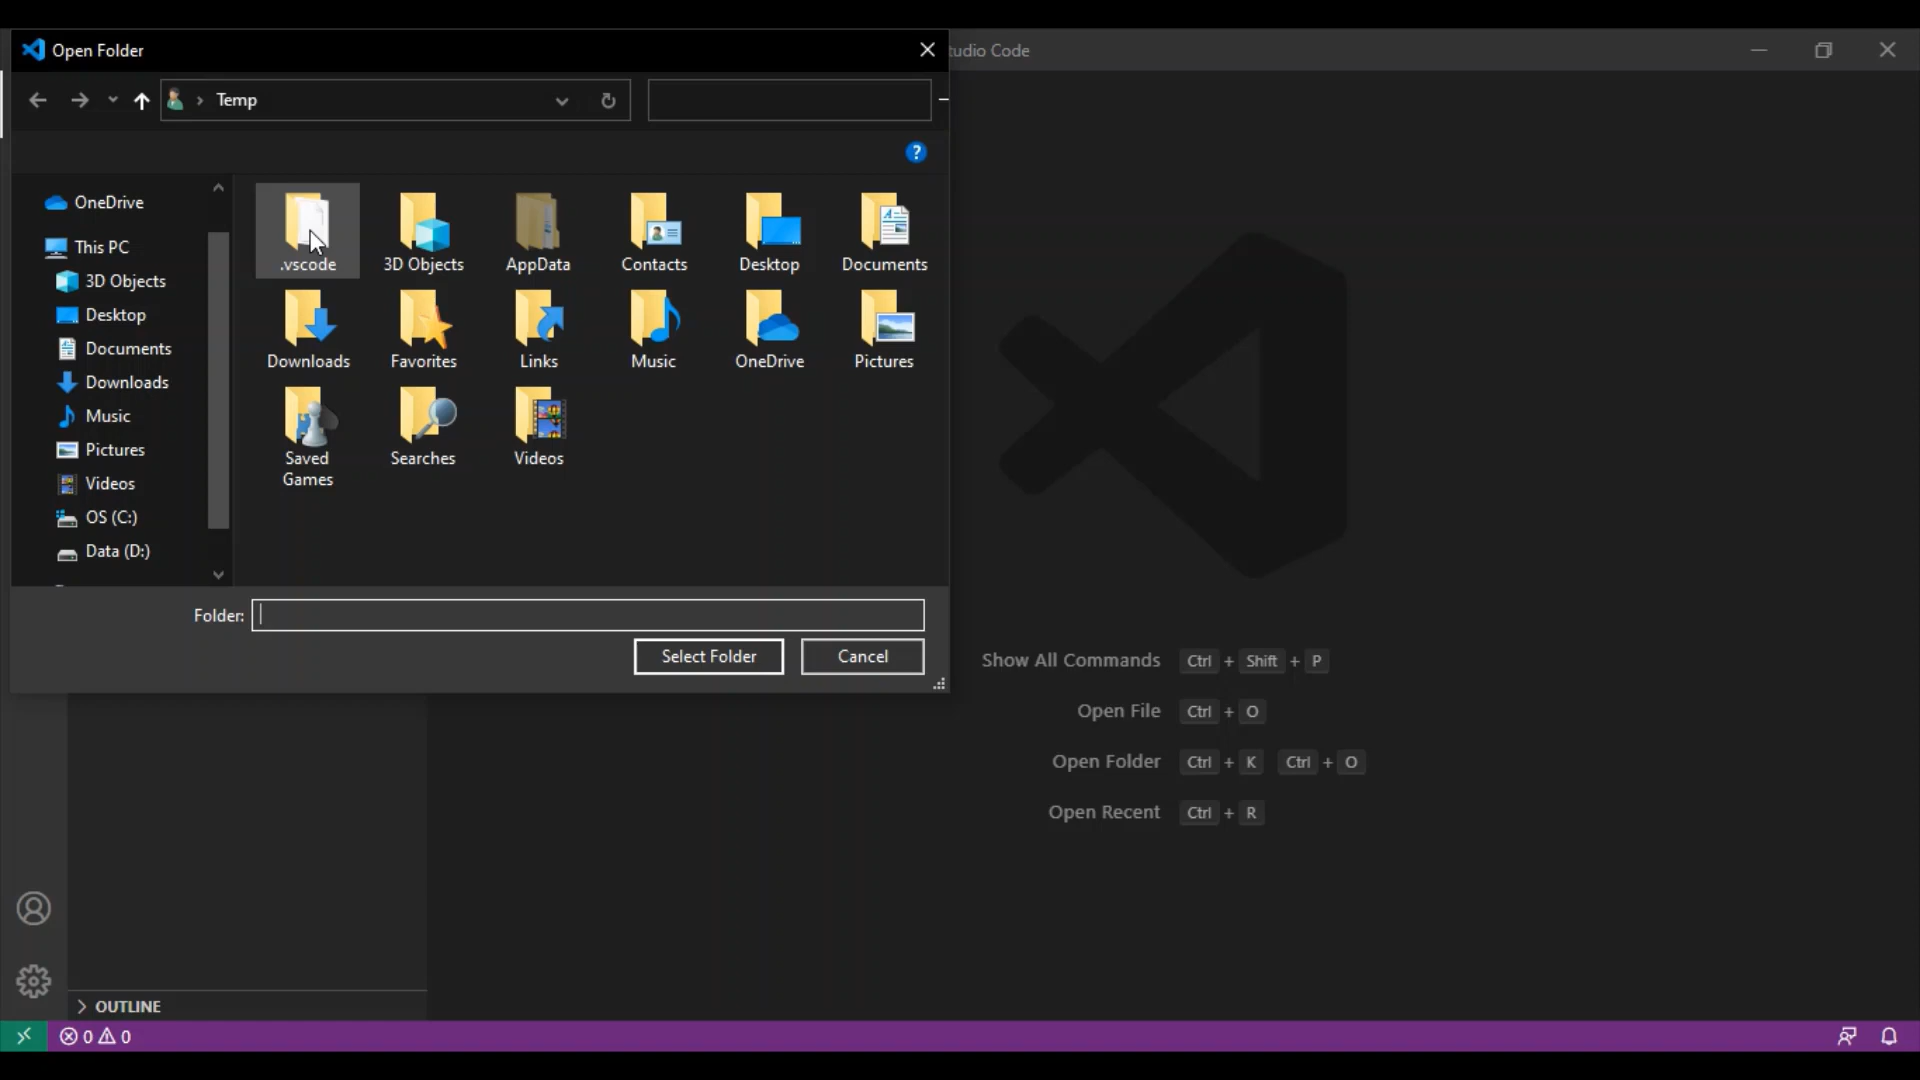 Open Folder
tudio Code
Temp
OneDrive
This PC
3D Objects
Desktop
Documents
Downloads
Music
Pictures
Videos
OS (C:)
Data (D:)
.vscode
3D Objects
AppData
Contacts
Desktop
Documents
Downloads
Favorites
Links
Music
OneDrive
Pictures
Saved
Games
Searches
Videos
Folder:
Select Folder
Cancel
Show All Commands Ctrl + Shift + P
Open File Ctrl + O
Open Folder Ctrl + K Ctrl + O
Open Recent Ctrl + R
OUTLINE
0 0